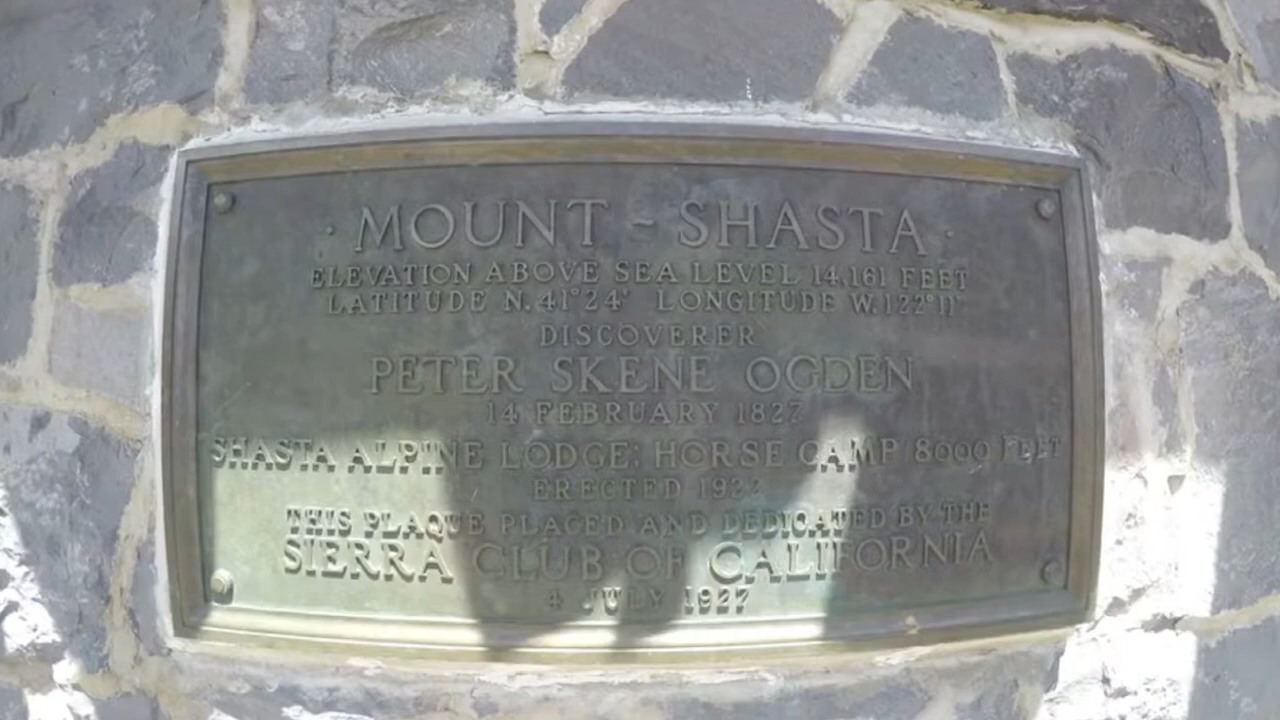 · MOUNT - SHASTA ·
ELEVATION ABOVE SEA LEVEL 14,161 FEET
LATITUDE N. 41°24' LONGITUDE W. 122°11'
DISCOVERER
PETER SKENE OGDEN
14 FEBRUARY 1827
SHASTA ALPINE LODGE: HORSE CAMP 8000 FEET
ERECTED 1922
THIS PLAQUE PLACED AND DEDICATED BY THE
SIERRA CLUB OF CALIFORNIA
4 JULY 1927